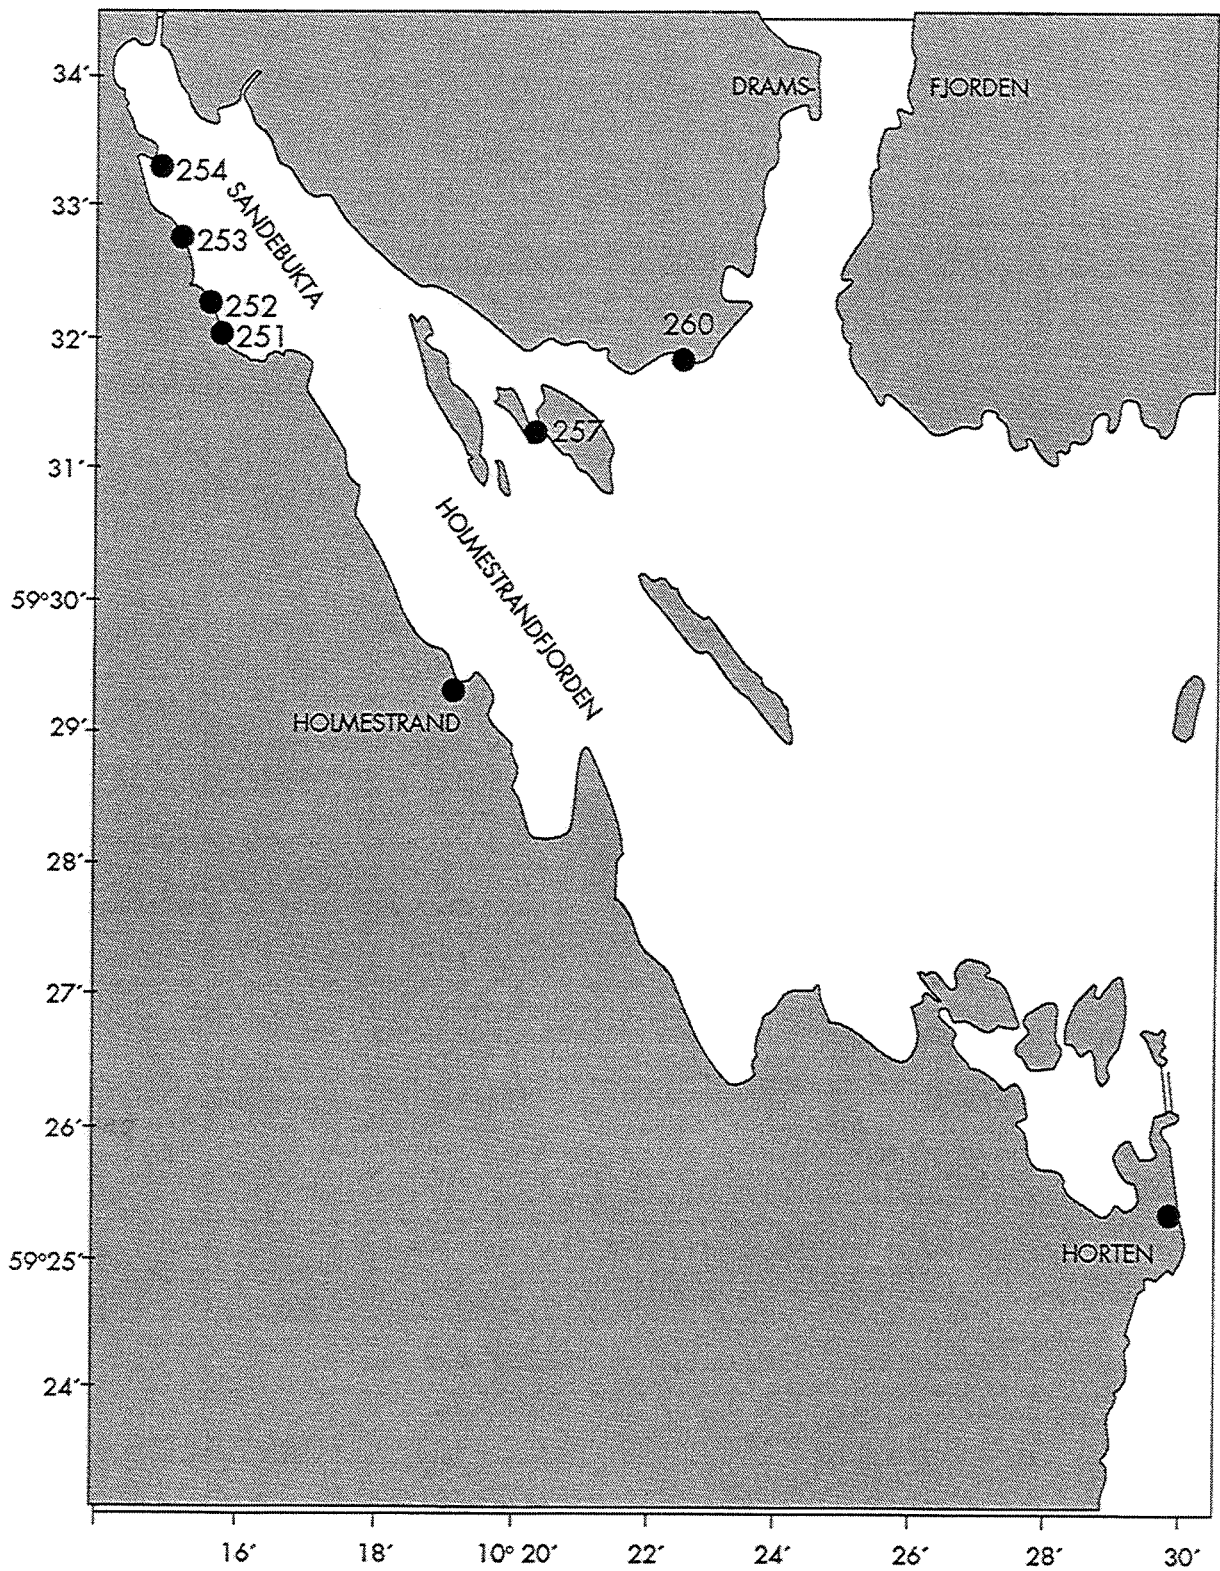 34´
DRAMS-
FJORDEN
254
33´
SANDEBUKTA
253
252
251
32´
260
257
31´
HOLMESTRANDFJORDEN
59°30´
29´
HOLMESTRAND
28´
27´
26´
59°25´
HORTEN
24´
16´ 18´ 10° 20´ 22´ 24´ 26´ 28´ 30´